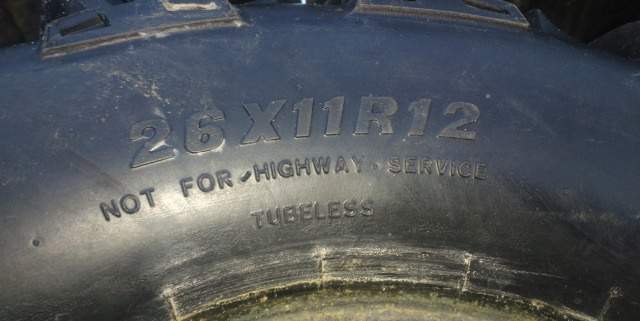 26X11R12
NOT FOR HIGHWAY SERVICE
TUBELESS